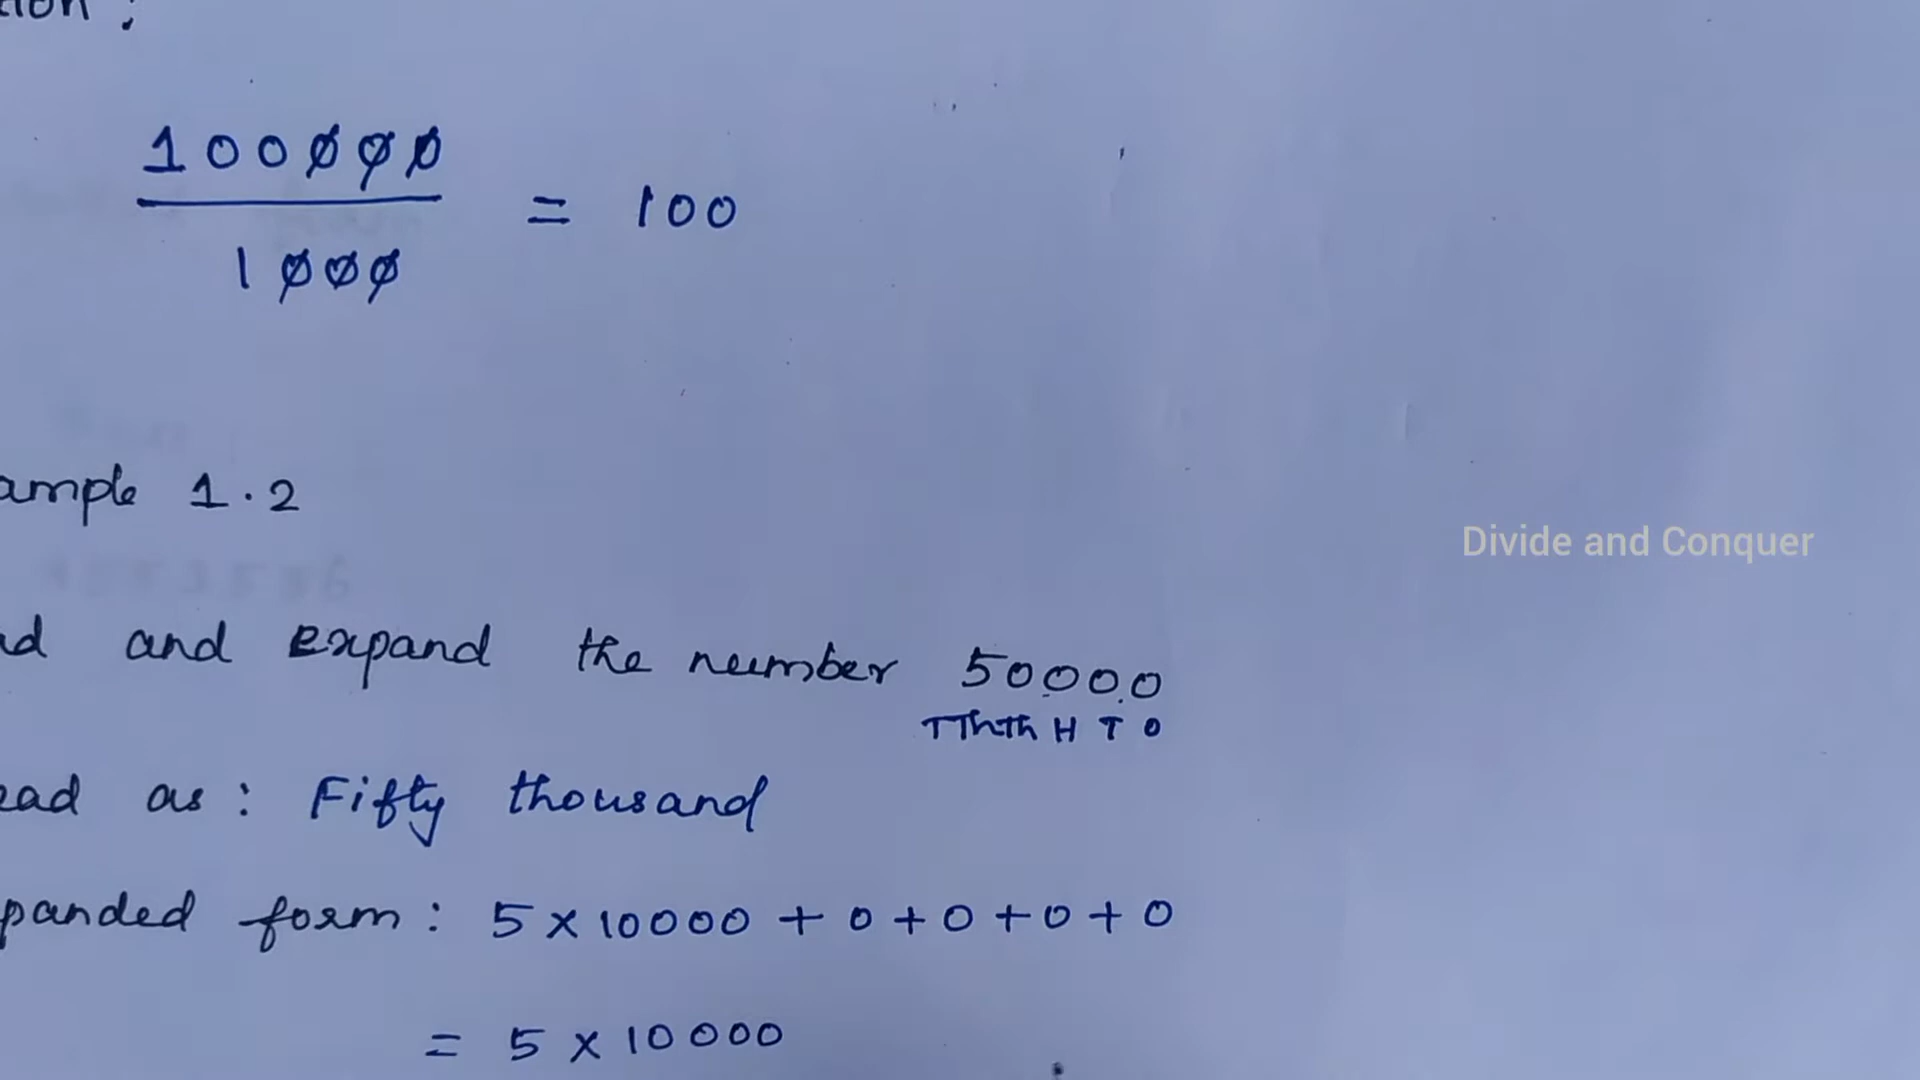 100000
1000
= 100
ample 1.2
Divide and Conquer
and expand the number 50000
TTh Th H T O
ead as : Fifty thousand
panded form : 5 x 10000 + 0 + 0 + 0 + 0
= 5 x 10000